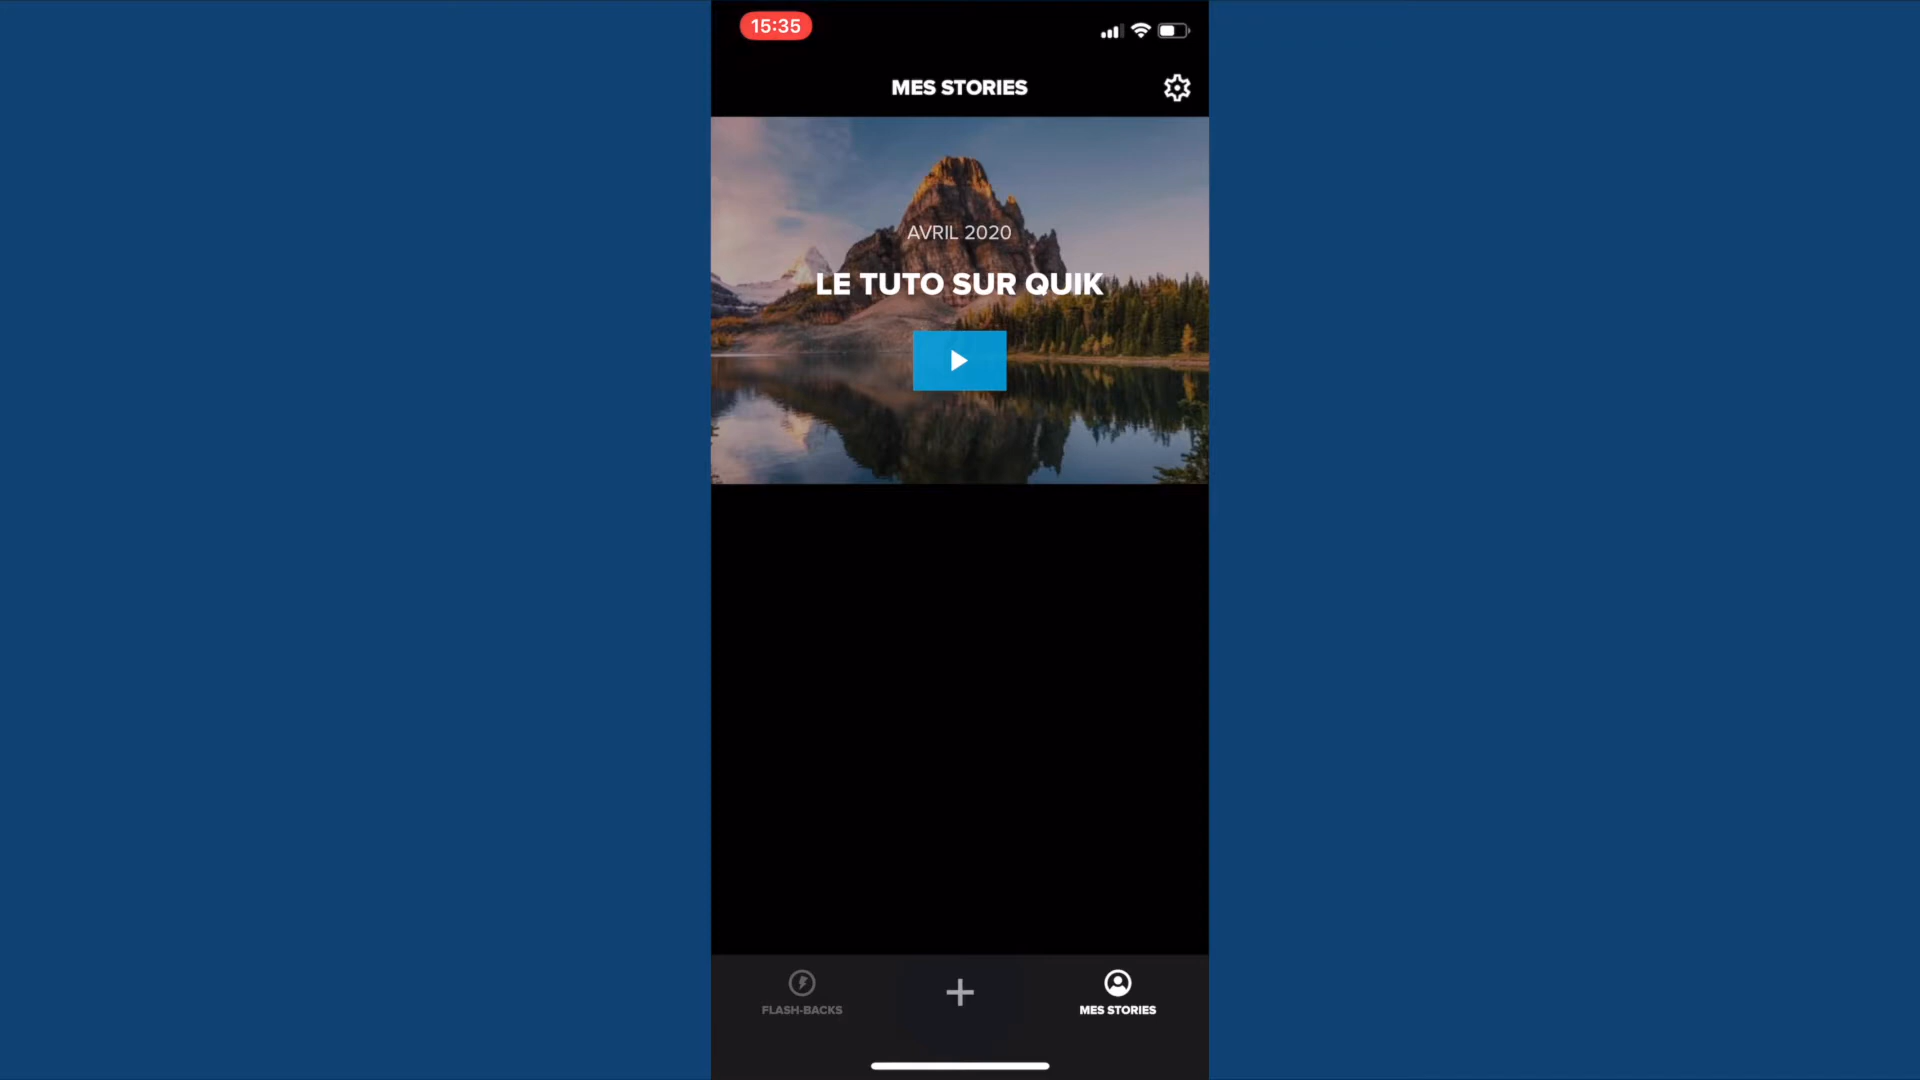 15:35
MES STORIES
AVRIL 2020
LE TUTO SUR QUIK
FLASH-BACKS
MES STORIES